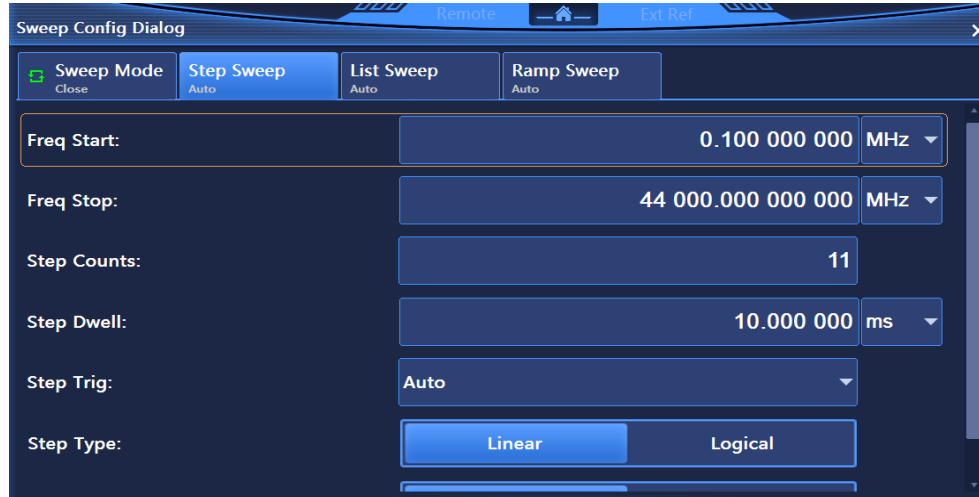 Remote Ext Ref
Sweep Config Dialog
Sweep Mode
Close
Step Sweep
Auto
List Sweep
Auto
Ramp Sweep
Auto
Freq Start: 0.100 000 000 MHz
Freq Stop: 44 000.000 000 000 MHz
Step Counts: 11
Step Dwell: 10.000 000 ms
Step Trig: Auto
Step Type: Linear Logical